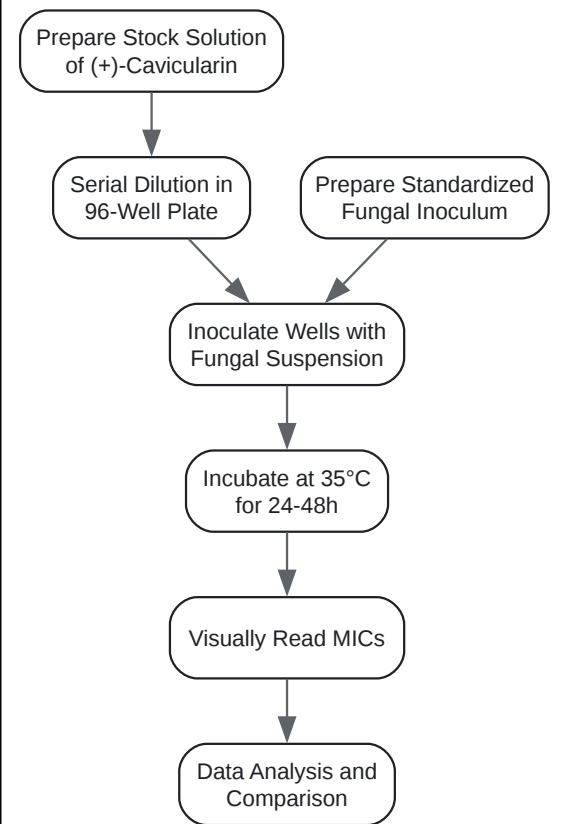 Prepare Stock Solution
of (+)-Cavicularin
Serial Dilution in
96-Well Plate
Prepare Standardized
Fungal Inoculum
Inoculate Wells with
Fungal Suspension
Incubate at 35°C
for 24-48h
Visually Read MICs
Data Analysis and
Comparison